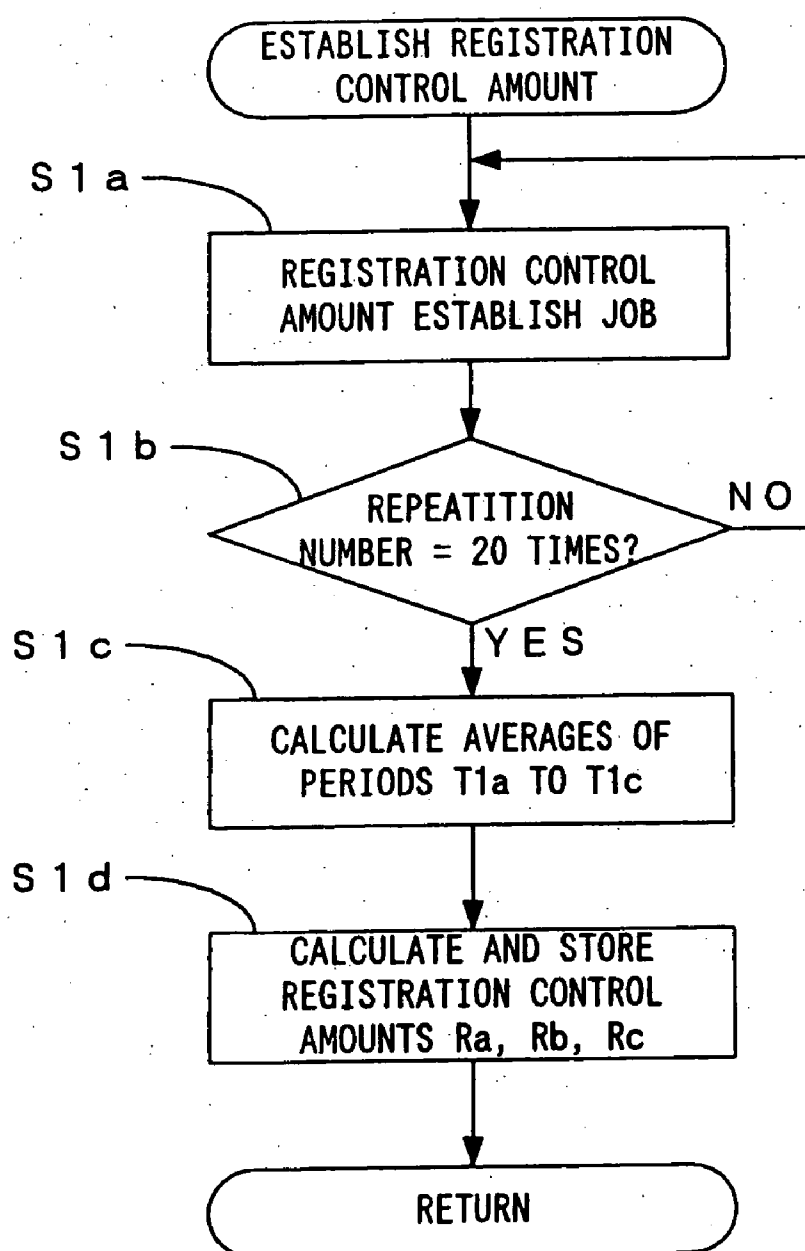 ESTABLISH REGISTRATION
CONTROL AMOUNT
S1a
REGISTRATION CONTROL
AMOUNT ESTABLISH JOB
S1b
REPEATITION
NUMBER = 20 TIMES?
NO
YES
S1c
CALCULATE AVERAGES OF
PERIODS T1a TO T1c
S1d
CALCULATE AND STORE
REGISTRATION CONTROL
AMOUNTS Ra, Rb, Rc
RETURN